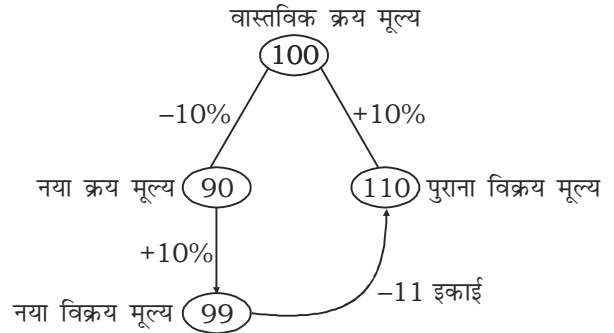 वास्तविक क्रय मूल्य
100
–10%
+10%
नया क्रय मूल्य 90
110 पुराना विक्रय मूल्य
+10%
–11 इकाई
नया विक्रय मूल्य 99